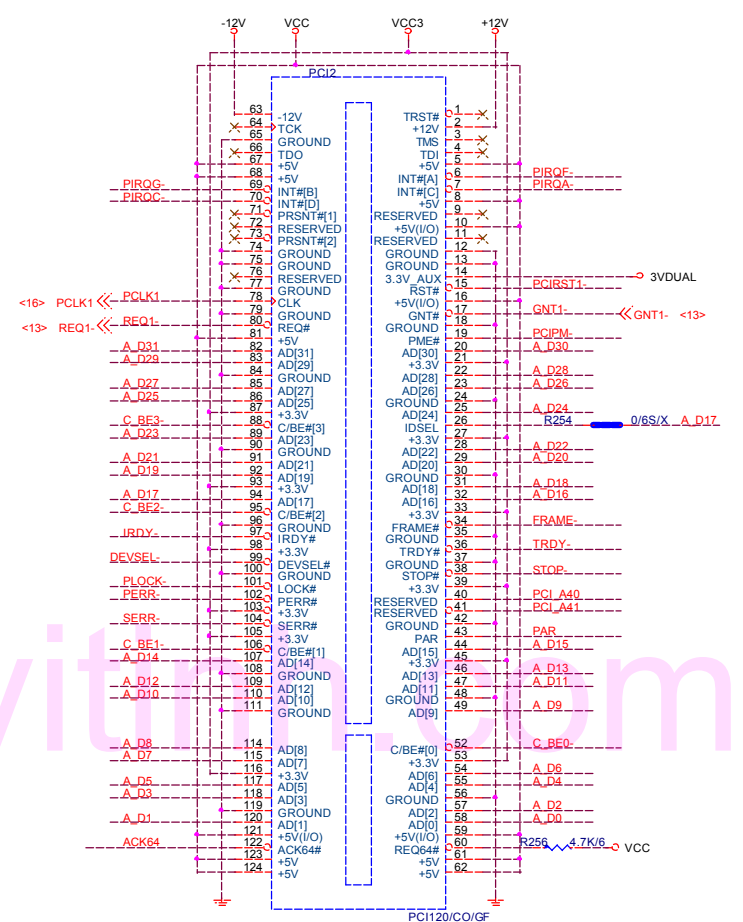 -12V VCC VCC3 +12V
PCI2
63 -12V TRST# 1
64 TCK +12V 2
65 GROUND TMS 3
66 TDO TDI 4
67 +5V +5V 5
68 +5V INT#[A] 6 PIRQF-
PIRQG- 69 INT#[B] INT#[C] 7 PIRQA-
PIRQC- 70 INT#[D] +5V 8
71 PRSNT#[1] RESERVED 9
72 RESERVED +5V(I/O) 10
73 PRSNT#[2] RESERVED 11
74 GROUND GROUND 12
75 GROUND GROUND 13
76 RESERVED 3.3V_AUX 14 3VDUAL
77 GROUND RST# 15 PCIRST1-
<16> PCLK1 PCLK1 78 CLK +5V(I/O) 16
79 GROUND GNT# 17 GNT1- GNT1- <13>
<13> REQ1- REQ1- 80 REQ# GROUND 18
81 +5V PME# 19 PCIPM-
A_D31 82 AD[31] AD[30] 20 A_D30
A_D29 83 AD[29] +3.3V 21
84 GROUND AD[28] 22 A_D28
A_D27 85 AD[27] AD[26] 23 A_D26
A_D25 86 AD[25] GROUND 24
87 +3.3V AD[24] 25 A_D24
C_BE3- 88 C/BE#[3] IDSEL 26 R254 0/6S/X A_D17
A_D23 89 AD[23] +3.3V 27
90 GROUND AD[22] 28 A_D22
A_D21 91 AD[21] AD[20] 29 A_D20
A_D19 92 AD[19] GROUND 30
93 +3.3V AD[18] 31 A_D18
A_D17 94 AD[17] AD[16] 32 A_D16
C_BE2- 95 C/BE#[2] +3.3V 33
96 GROUND FRAME# 34 FRAME-
IRDY- 97 IRDY# GROUND 35
98 +3.3V TRDY# 36 TRDY-
DEVSEL- 99 DEVSEL# GROUND 37
100 GROUND STOP# 38 STOP-
PLOCK- 101 LOCK# +3.3V 39
PERR- 102 PERR# RESERVED 40 PCI_A40
103 +3.3V RESERVED 41 PCI_A41
SERR- 104 SERR# GROUND 42
105 +3.3V PAR 43 PAR
C_BE1- 106 C/BE#[1] AD[15] 44 A_D15
A_D14 107 AD[14] +3.3V 45
108 GROUND AD[13] 46 A_D13
A_D12 109 AD[12] AD[11] 47 A_D11
A_D10 110 AD[10] GROUND 48
111 GROUND AD[9] 49 A_D9
A_D8 114 AD[8] C/BE#[0] 52 C_BE0-
A_D7 115 AD[7] +3.3V 53
116 +3.3V AD[6] 54 A_D6
A_D5 117 AD[5] AD[4] 55 A_D4
A_D3 118 AD[3] GROUND 56
119 GROUND AD[2] 57 A_D2
A_D1 120 AD[1] AD[0] 58 A_D0
121 +5V(I/O) +5V(I/O) 59
ACK64 122 ACK64# REQ64# 60 R256 4.7K/6 VCC
123 +5V +5V 61
124 +5V +5V 62
PCI120/CO/GF